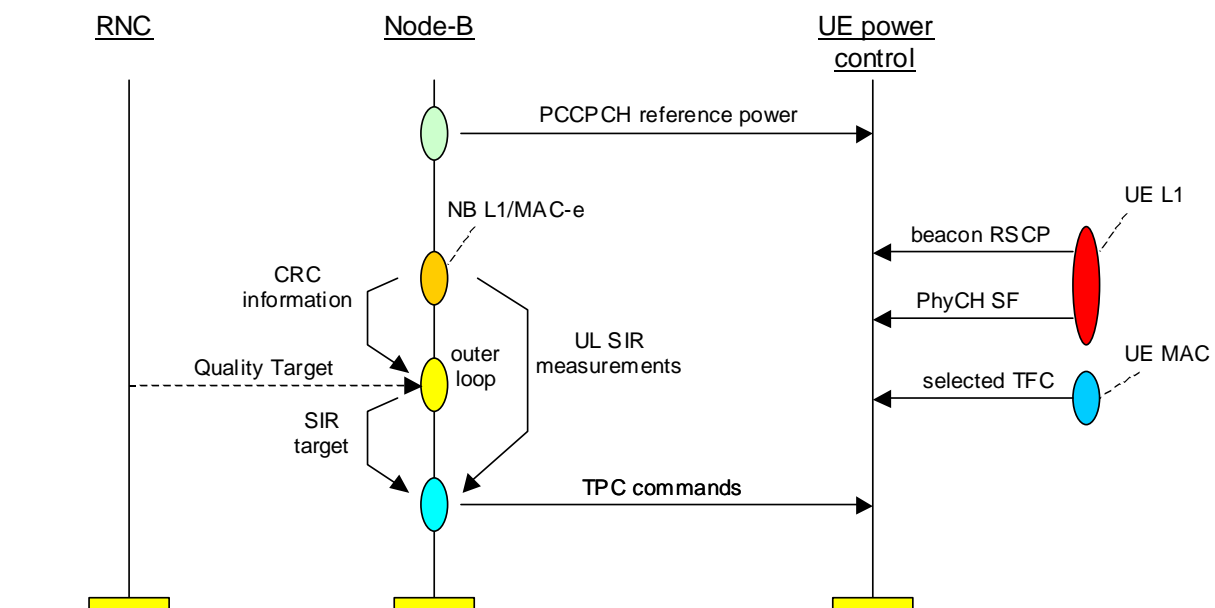 RNC
Node-B
UE power
control
PCCPCH reference power
UE L1
NB L1/MAC-e
beacon RSCP
CRC
information
PhyCH SF
UL SIR
measurements
outer
loop
UE MAC
Quality Target
selected TFC
SIR
target
TPC commands